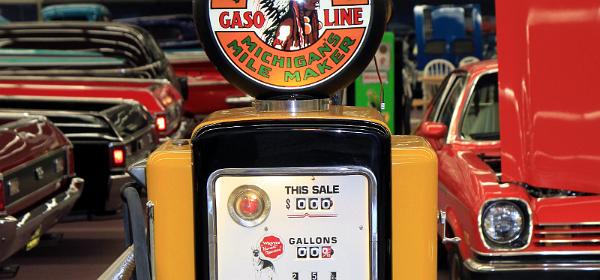 GASO LINE
MICHIGAN'S
MILE MAKER
THIS SALE
$ 000
GALLONS